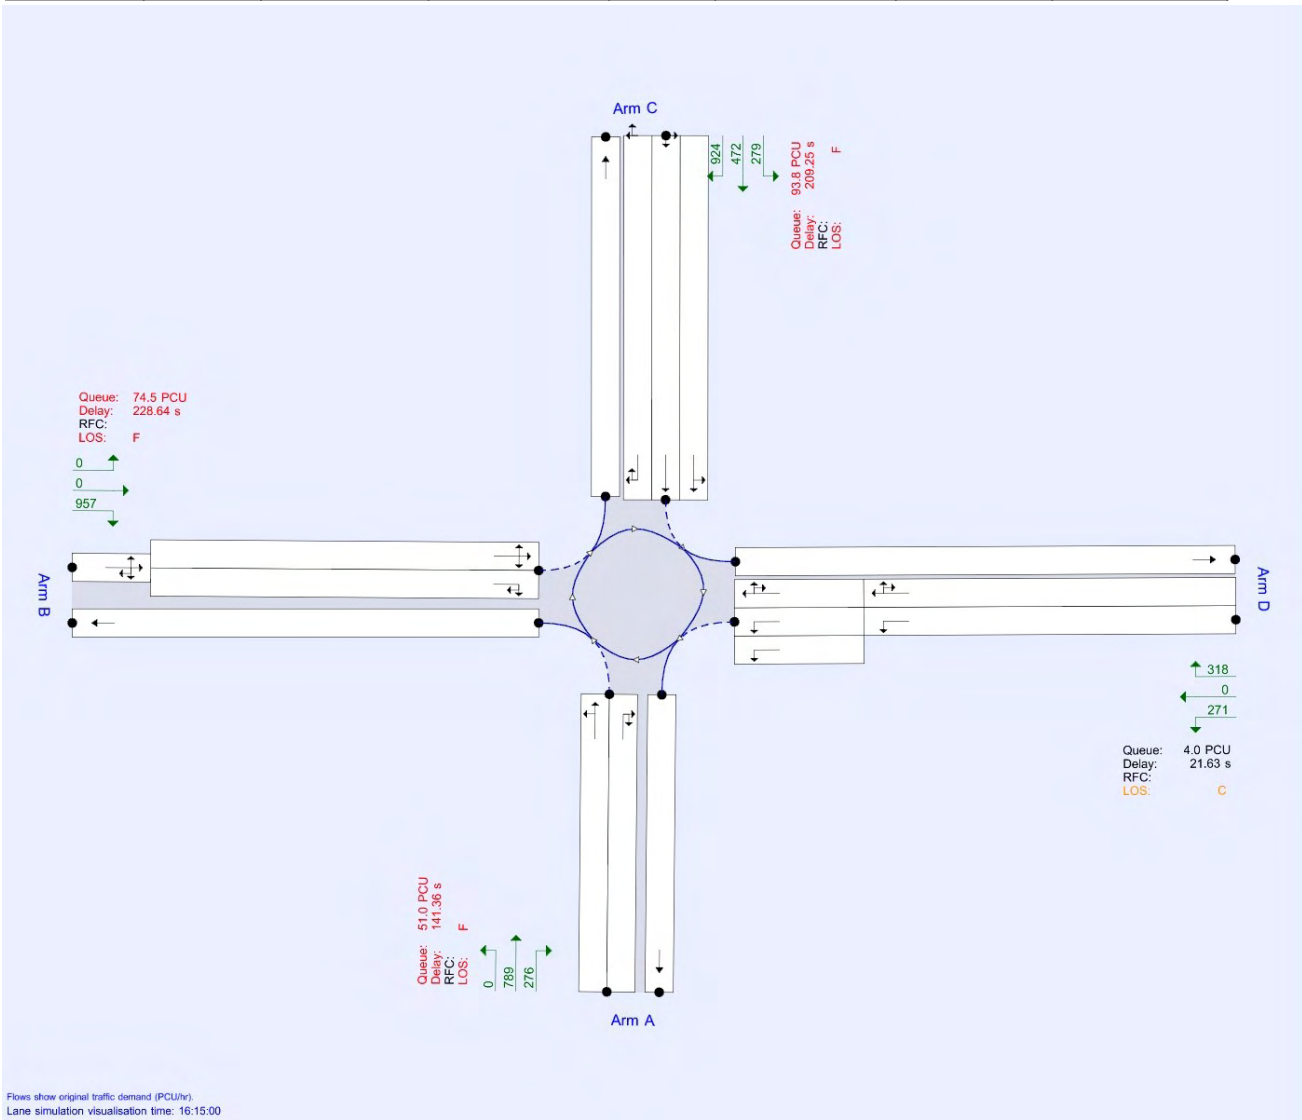 Arm C
924
472
279
Queue: 93.8 PCU
Delay: 209.25 s
RFC:
LOS: F
Queue: 74.5 PCU
Delay: 228.64 s
RFC:
LOS: F
0
0
957
Arm B
Arm D
318
0
271
Queue: 4.0 PCU
Delay: 21.63 s
RFC:
LOS: C
Queue: 51.0 PCU
Delay: 141.36 s
RFC:
LOS: F
0
789
276
Arm A
Flows show original traffic demand (PCU/hr).
Lane simulation visualisation time: 16:15:00